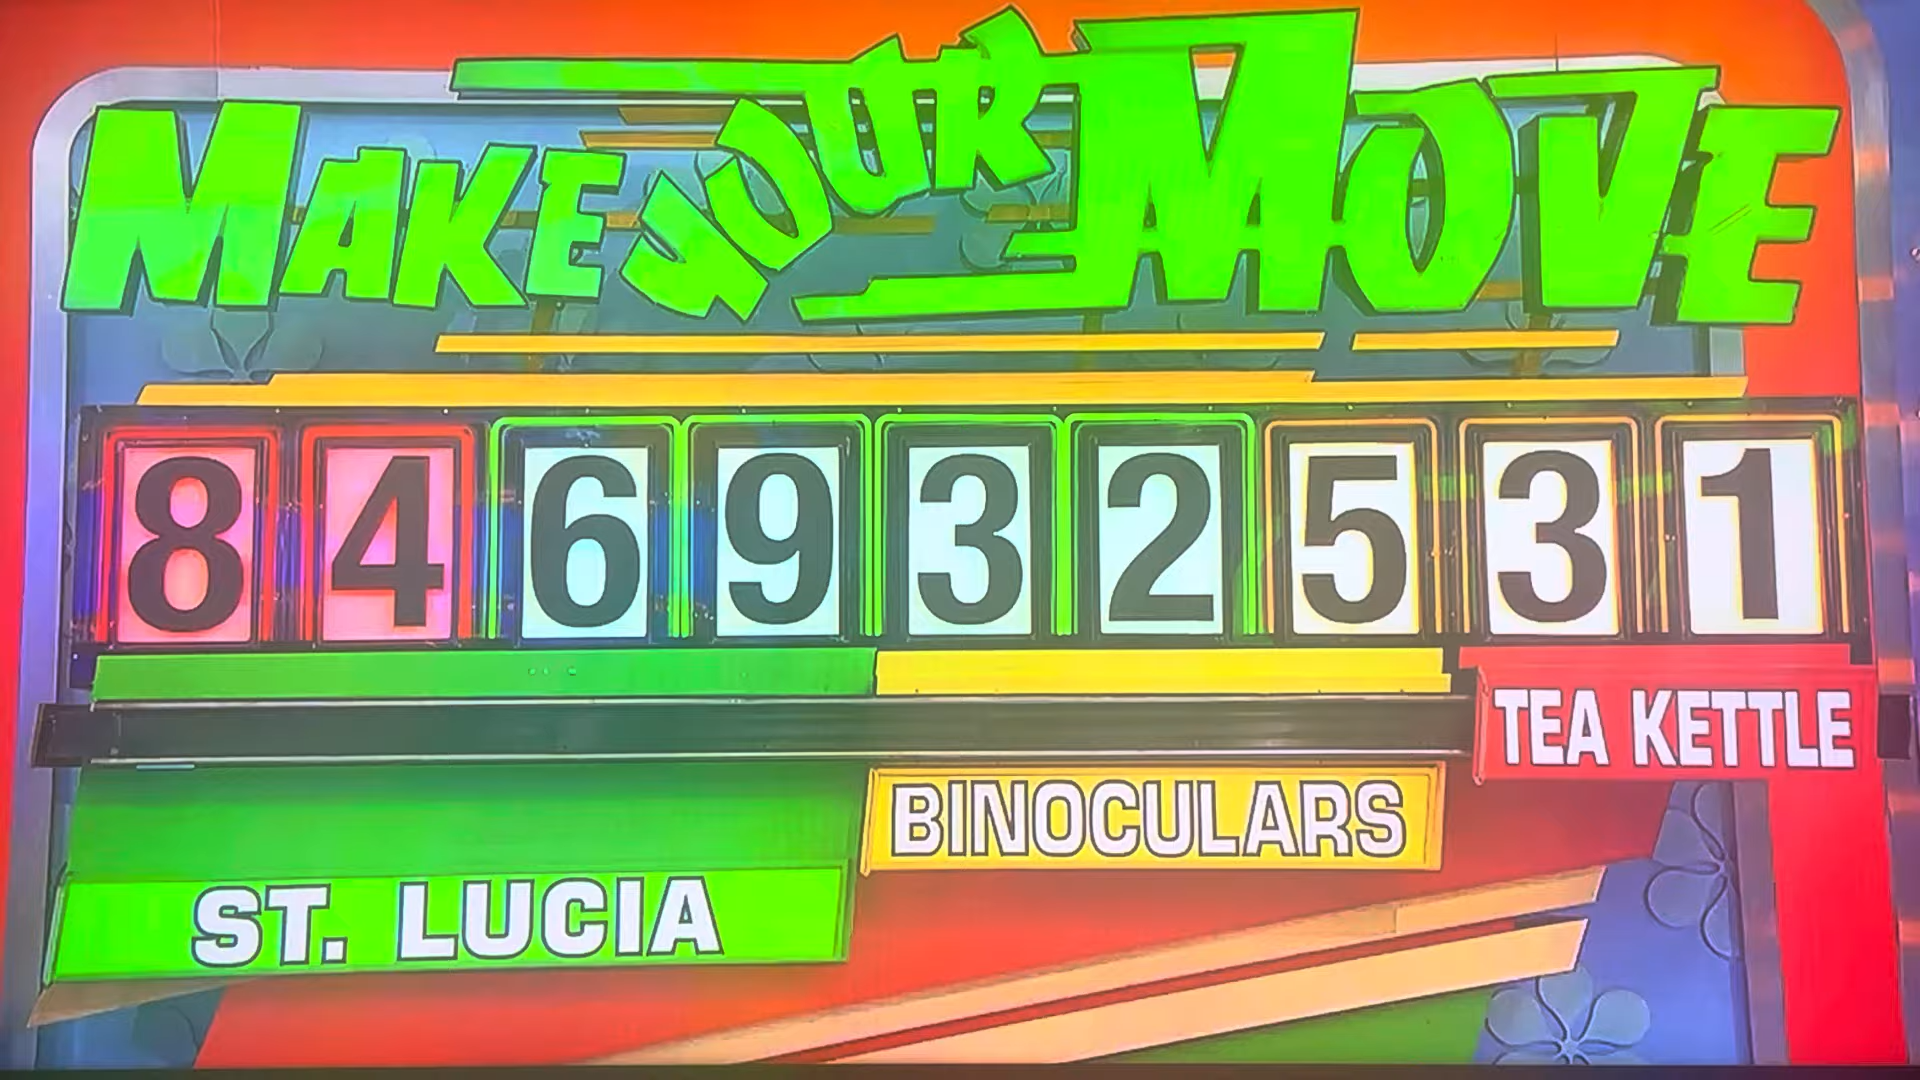 MAKE YOUR MOVE
846932531
TEA KETTLE
BINOCULARS
ST. LUCIA